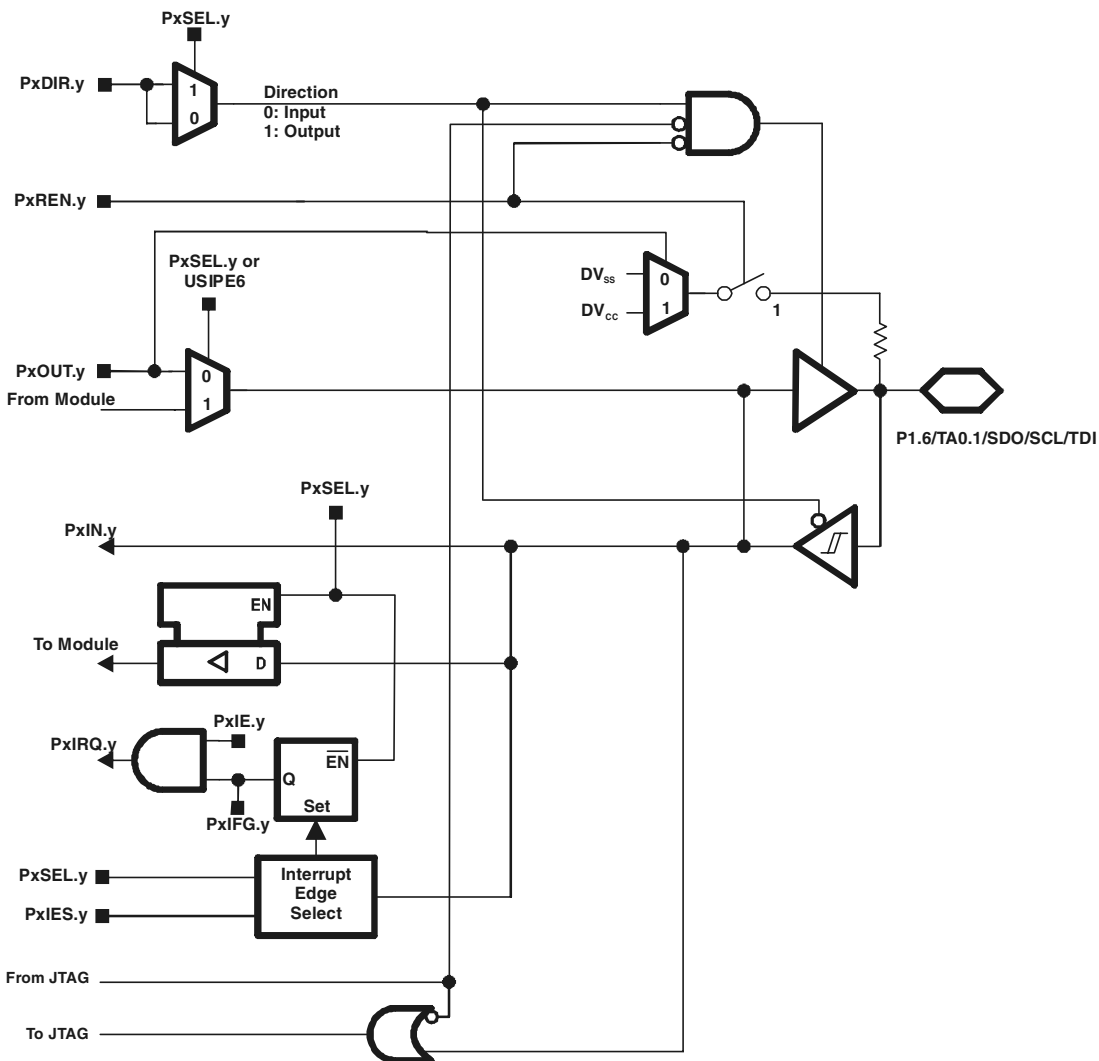 PxSEL.y
PxDIR.y
1
0
Direction
0: Input
1: Output
PxREN.y
PxSEL.y or
USIPE6
DVSS
0
DVCC
1
1
PxOUT.y
0
From Module
1
P1.6/TA0.1/SDO/SCL/TDI
PxSEL.y
PxIN.y
EN
To Module
D
PxIE.y
PxIRQ.y
EN
Q
Set
PxIFG.y
PxSEL.y
PxIES.y
Interrupt
Edge
Select
From JTAG
To JTAG